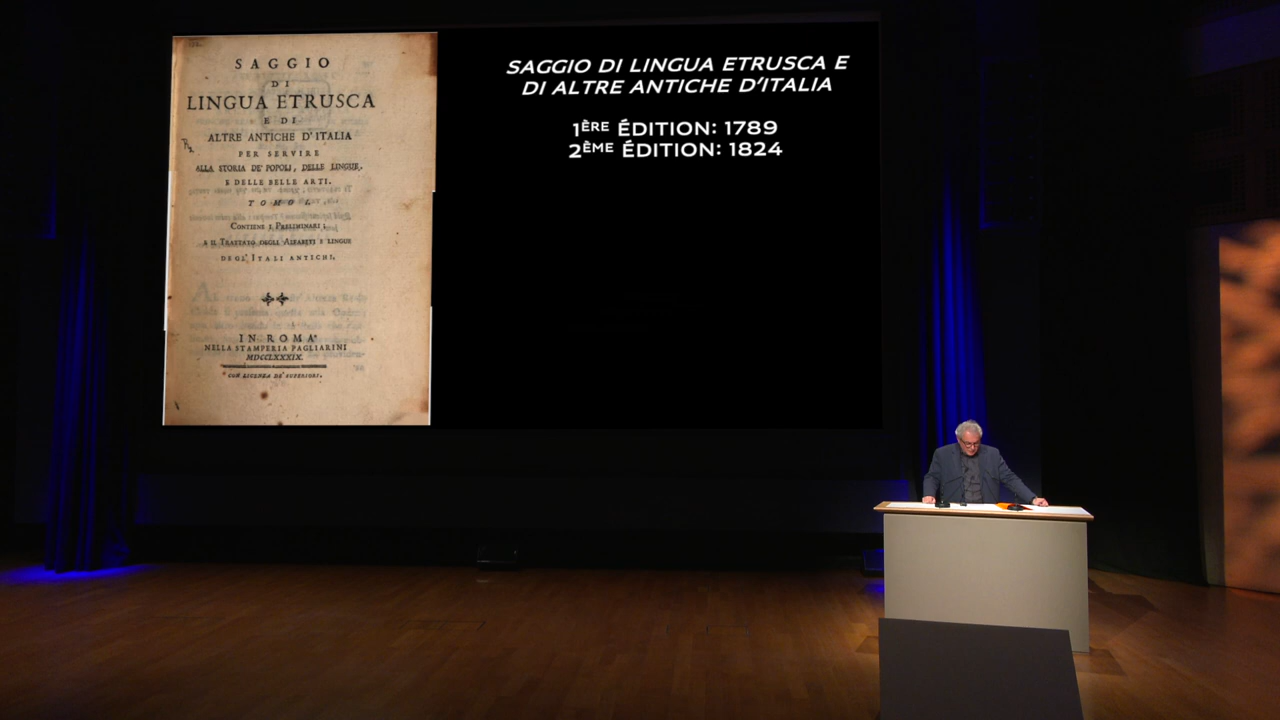 SAGGIO
DI
LINGUA ETRUSCA
E DI
ALTRE ANTICHE D'ITALIA
PER SERVIRE
ALLA STORIA DE' POPOLI, DELLE LINGUE,
E DELLE BELLE ARTI.
TOMO I.
CONTIENE I PRELIMINARI,
E IL TRATTATO DEGLI ALFABETI E LINGUE
DEGL' ITALI ANTICHI.
IN ROMA
NELLA STAMPERIA PAGLIARINI
MDCCLXXXIX.
CON LICENZA DE' SUPERIORI.
SAGGIO DI LINGUA ETRUSCA E
DI ALTRE ANTICHE D'ITALIA
1ÈRE ÉDITION: 1789
2ÈME ÉDITION: 1824